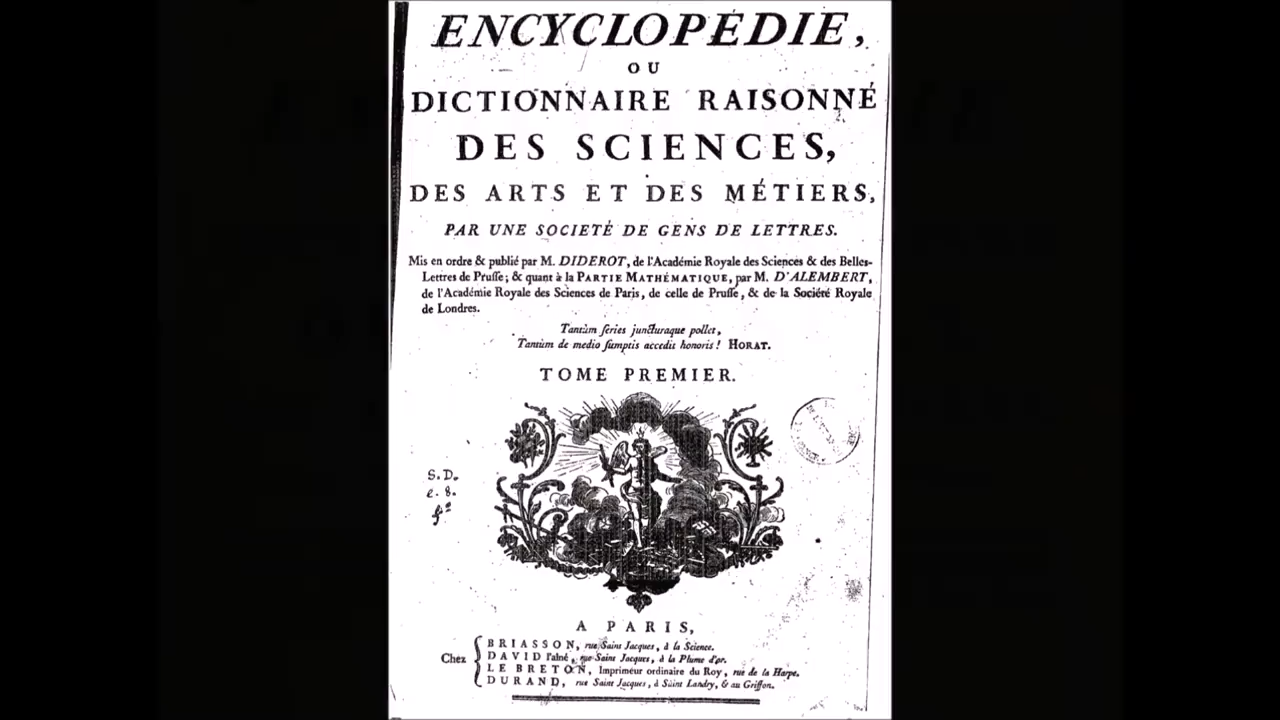 ENCYCLOPÉDIE,
OU
DICTIONNAIRE RAISONNÉ
DES SCIENCES,
DES ARTS ET DES MÉTIERS,
PAR UNE SOCIETÉ DE GENS DE LETTRES.
Mis en ordre & publié par M. DIDEROT, de l'Académie Royale des Sciences & des Belles-
Lettres de Prusse; & quant à la PARTIE MATHÉMATIQUE, par M. D'ALEMBERT,
de l'Académie Royale des Sciences de Paris, de celle de Prusse, & de la Société Royale
de Londres.
Tantùm series juncturaque pollet,
Tantùm de medio sumptis accedit honoris! HORAT.
TOME PREMIER.
S. D.
e. 8.
A PARIS,
Chez
BRIASSON, rue Saint Jacques, à la Science.
DAVID l'aîné, rue Saint Jacques, à la Plume d'or.
LE BRETON, Imprimeur ordinaire du Roy, rue de la Harpe.
DURAND, rue Saint Jacques, à Saint Landry, & au Griffon.